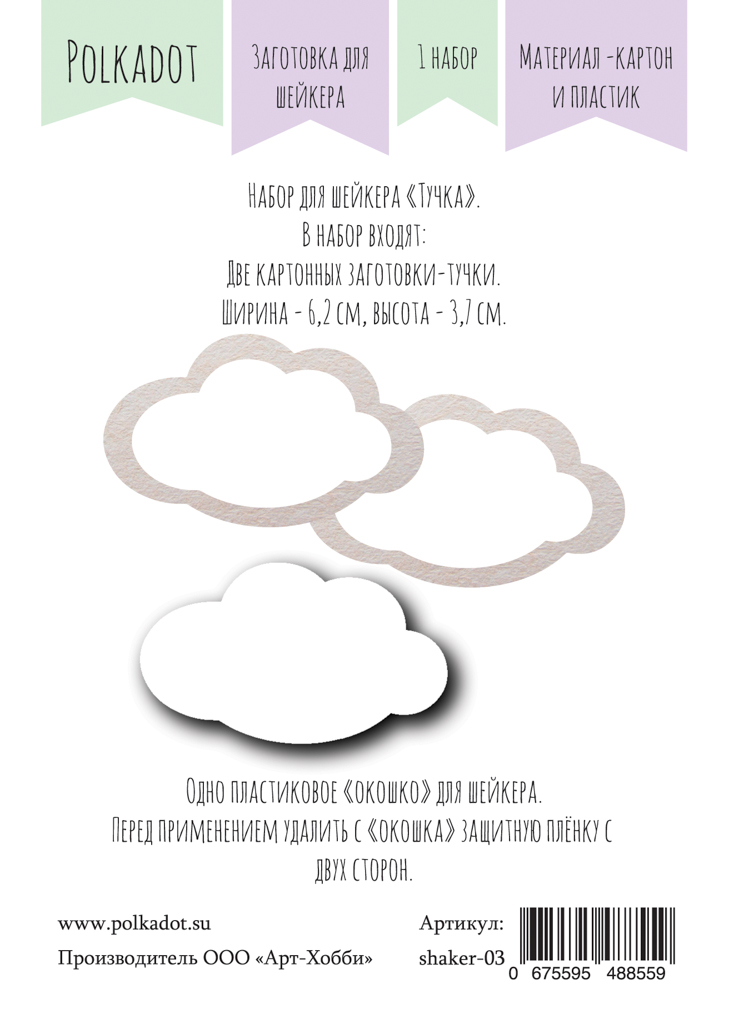 Polkadot
Заготовка для
шейкера
1 набор
Материал -картон
и пластик
Набор для шейкера «Тучка».
В набор входят:
Две картонных заготовки-тучки.
Ширина - 6,2 см, высота - 3,7 см.
Одно пластиковое «окошко» для шейкера.
Перед применением удалить с «окошка» защитную плёнку с
двух сторон.
www.polkadot.su
Производитель ООО «Арт-Хобби»
Артикул:
shaker-03
0 675595 488559